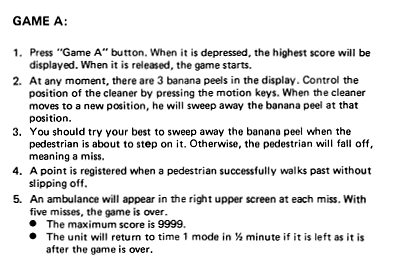 GAME A:
1. Press "Game A" button. When it is depressed, the highest score will be
displayed. When it is released, the game starts.
2. At any moment, there are 3 banana peels in the display. Control the
position of the cleaner by pressing the motion keys. When the cleaner
moves to a new position, he will sweep away the banana peel at that
position.
3. You should try your best to sweep away the banana peel when the
pedestrian is about to step on it. Otherwise, the pedestrian will fall off,
meaning a miss.
4. A point is registered when a pedestrian successfully walks past without
slipping off.
5. An ambulance will appear in the right upper screen at each miss. With
five misses, the game is over.
● The maximum score is 9999.
● The unit will return to time 1 mode in ½ minute if it is left as it is
after the game is over.